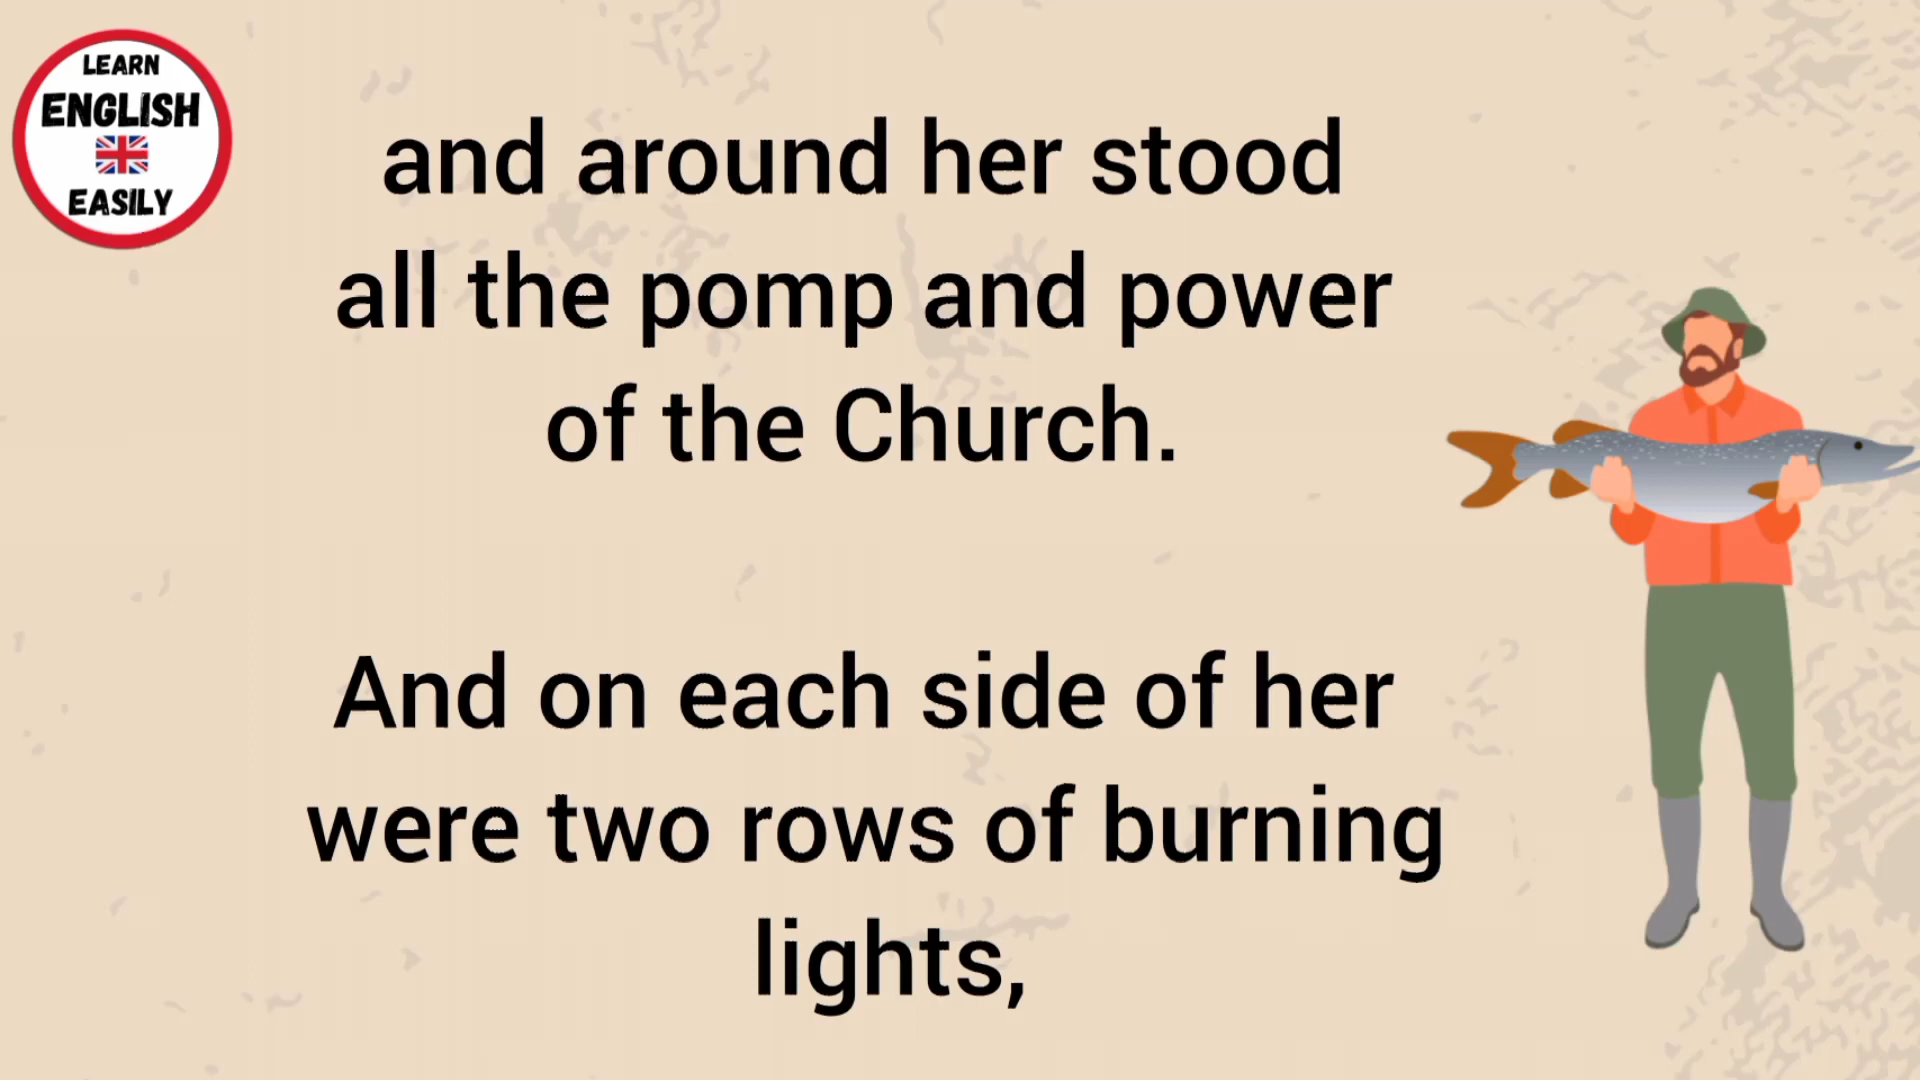 LEARN
ENGLISH
EASILY
and around her stood
all the pomp and power
of the Church.
And on each side of her
were two rows of burning
lights,